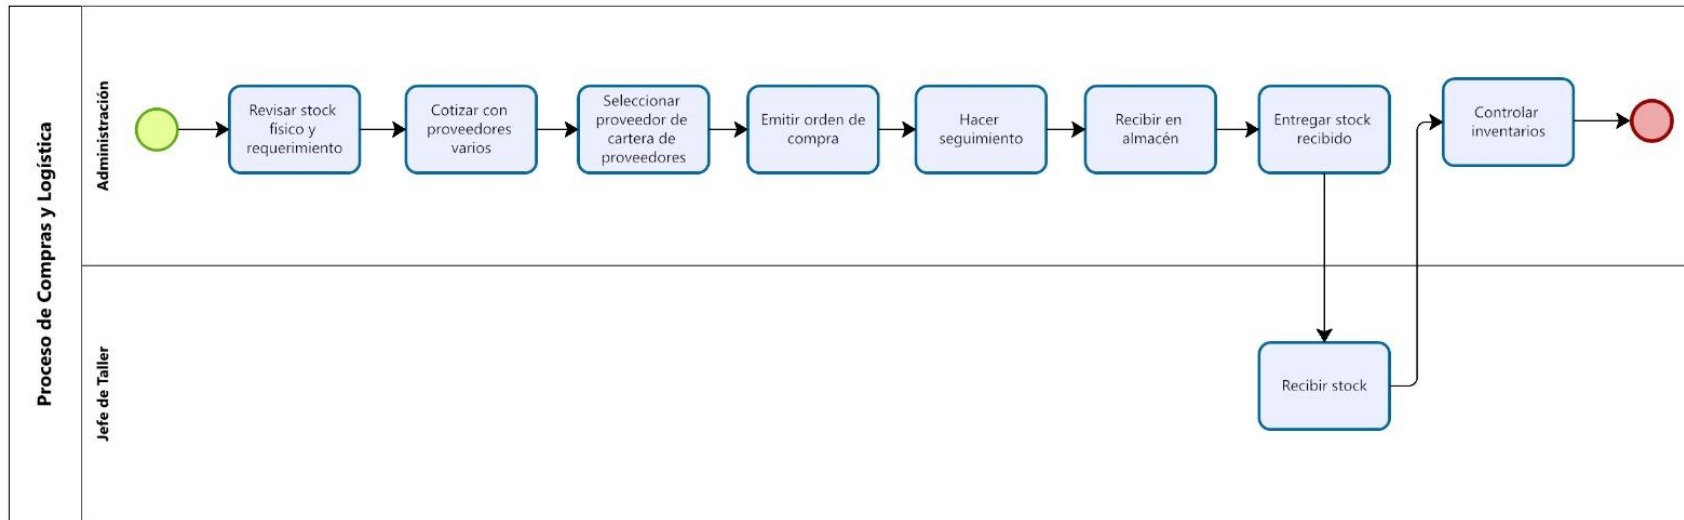 Proceso de Compras y Logística
Administración
Revisar stock
físico y
requerimiento
Cotizar con
proveedores
varios
Seleccionar
proveedor de
cartera de
proveedores
Emitir orden de
compra
Hacer
seguimiento
Recibir en
almacén
Entregar stock
recibido
Controlar
inventarios
Jefe de Taller
Recibir stock